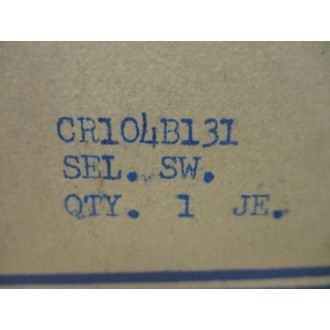 CR104B131
SEL. SW.
QTY. 1 JE.